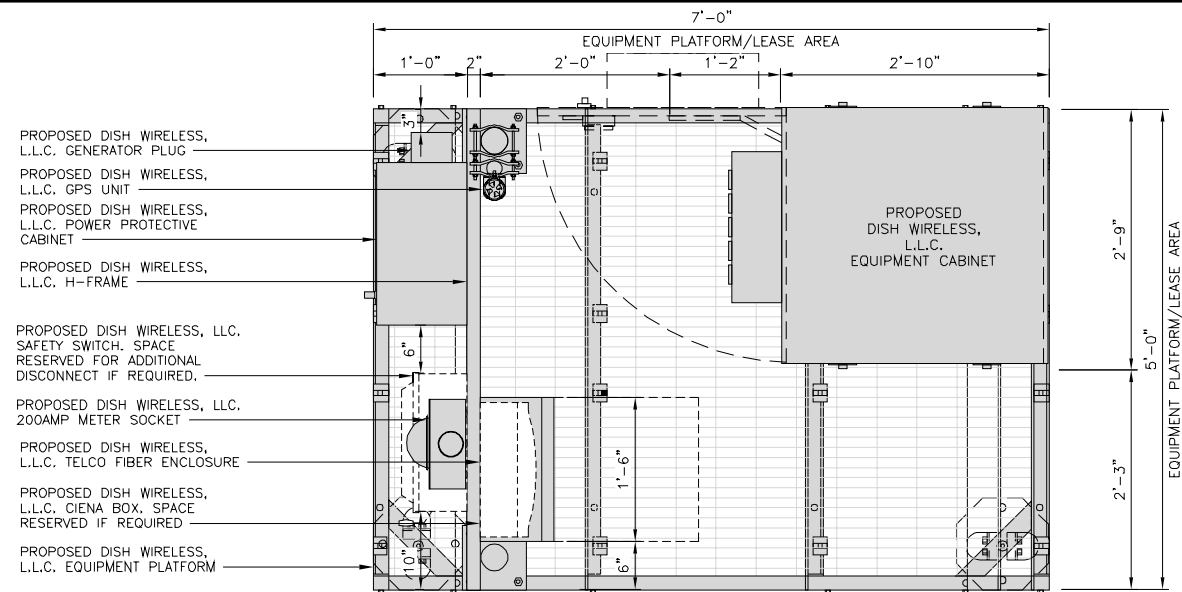 7'-0"
EQUIPMENT PLATFORM/LEASE AREA
1'-0"
2"
2'-0"
1'-2"
2'-10"
3"
PROPOSED DISH WIRELESS,
L.L.C. GENERATOR PLUG
PROPOSED DISH WIRELESS,
L.L.C. GPS UNIT
PROPOSED DISH WIRELESS,
L.L.C. POWER PROTECTIVE
CABINET
PROPOSED DISH WIRELESS,
L.L.C. H-FRAME
PROPOSED DISH WIRELESS, LLC.
SAFETY SWITCH. SPACE
RESERVED FOR ADDITIONAL
DISCONNECT IF REQUIRED.
PROPOSED DISH WIRELESS, LLC.
200AMP METER SOCKET
PROPOSED DISH WIRELESS,
L.L.C. TELCO FIBER ENCLOSURE
PROPOSED DISH WIRELESS,
L.L.C. CIENA BOX. SPACE
RESERVED IF REQUIRED
PROPOSED DISH WIRELESS,
L.L.C. EQUIPMENT PLATFORM
6"
10"
1'-6"
6"
PROPOSED
DISH WIRELESS,
L.L.C.
EQUIPMENT CABINET
2'-9"
2'-3"
5'-0"
EQUIPMENT PLATFORM/LEASE AREA